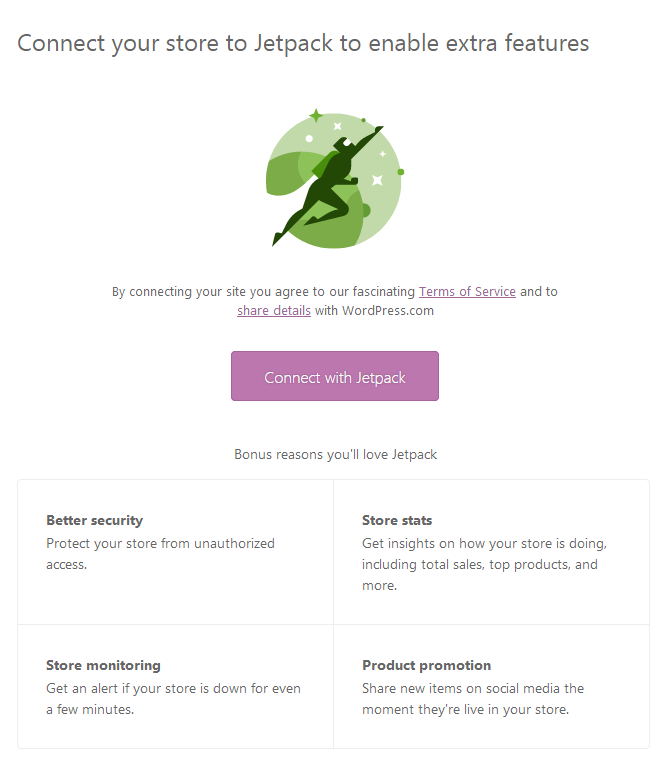 Connect your store to Jetpack to enable extra features
By connecting your site you agree to our fascinating Terms of Service and to
share details with WordPress.com
Connect with Jetpack
Bonus reasons you'll love Jetpack
Better security
Protect your store from unauthorized
access.
Store stats
Get insights on how your store is doing,
including total sales, top products, and
more.
Store monitoring
Get an alert if your store is down for even
a few minutes.
Product promotion
Share new items on social media the
moment they're live in your store.